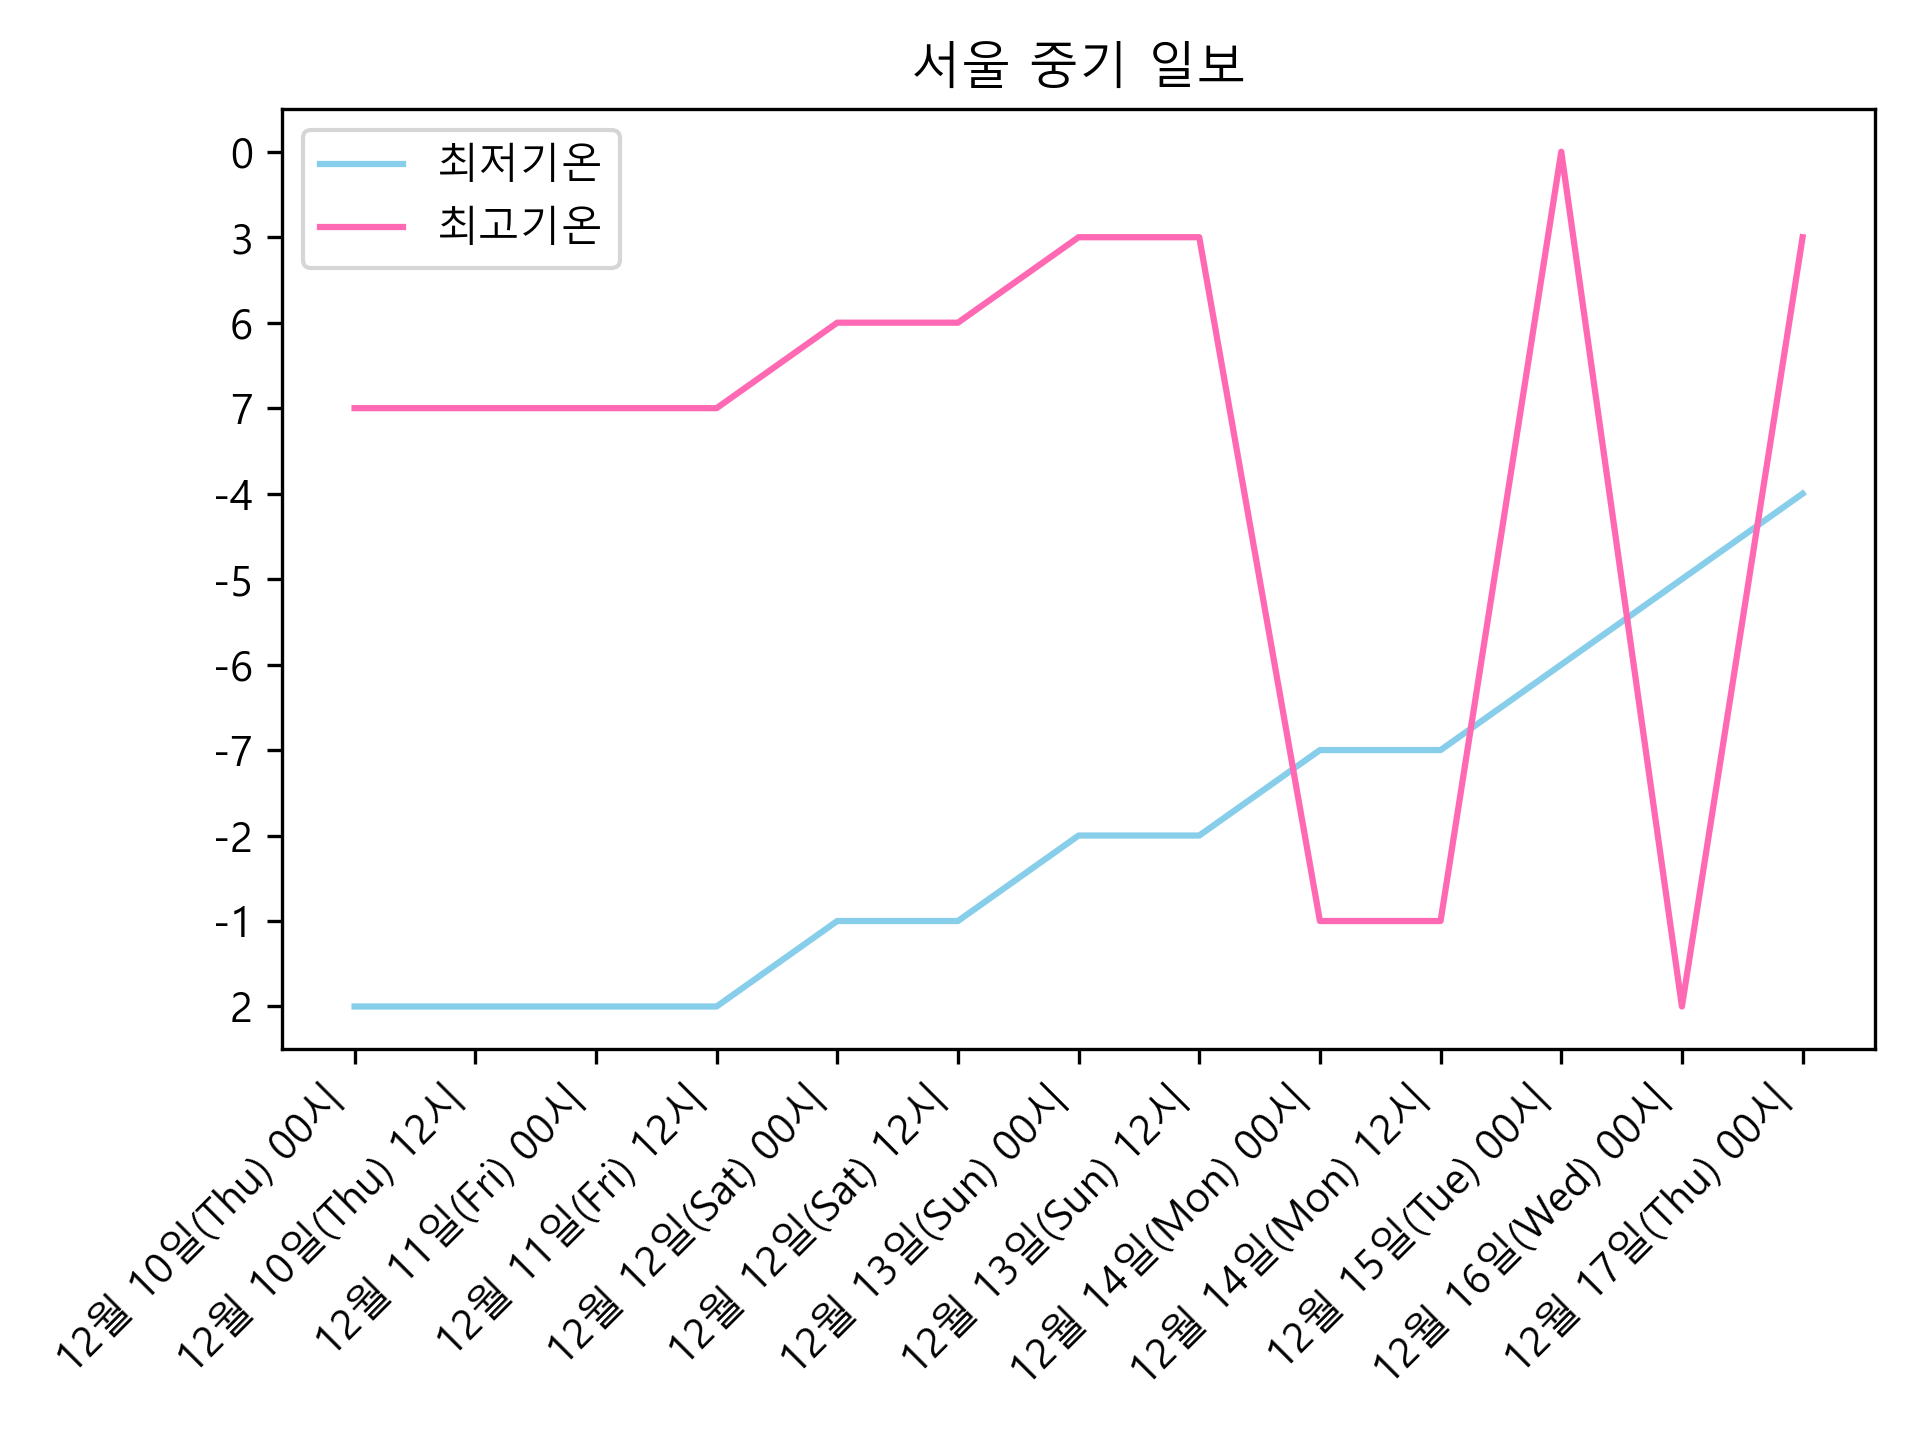 서울 중기 일보
최저기온
최고기온
0
3
6
7
-4
-5
-6
-7
-2
-1
2
12월 10일(Thu) 00시
12월 10일(Thu) 12시
12월 11일(Fri) 00시
12월 11일(Fri) 12시
12월 12일(Sat) 00시
12월 12일(Sat) 12시
12월 13일(Sun) 00시
12월 13일(Sun) 12시
12월 14일(Mon) 00시
12월 14일(Mon) 12시
12월 15일(Tue) 00시
12월 16일(Wed) 00시
12월 17일(Thu) 00시